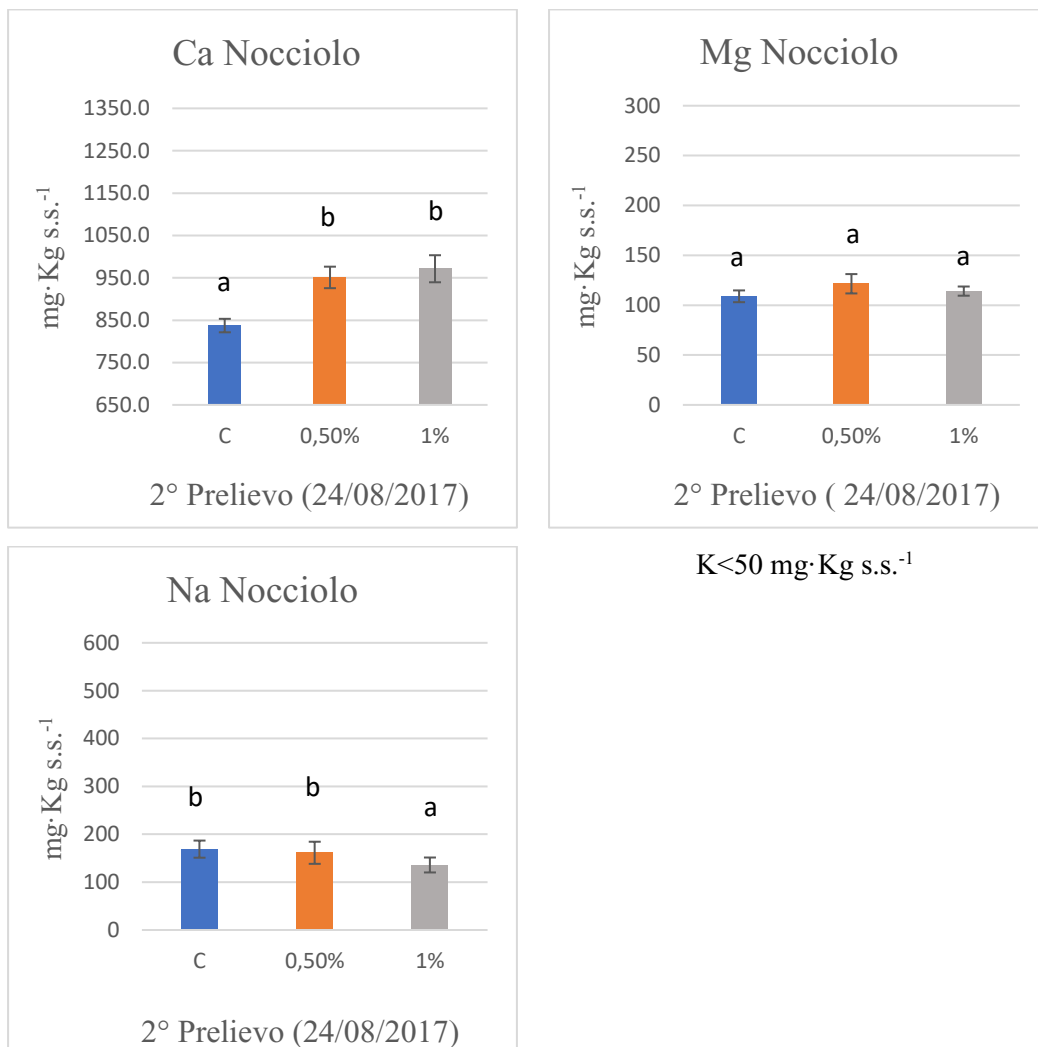 Ca Nocciolo
1350.0
1250.0
1150.0
1050.0
950.0
850.0
750.0
650.0
mg·Kg s.s.⁻¹
a
b
b
C 0,50% 1%
2° Prelievo (24/08/2017)
Mg Nocciolo
300
250
200
150
100
50
0
mg·Kg s.s.⁻¹
a
a
a
C 0,50% 1%
2° Prelievo ( 24/08/2017)
Na Nocciolo
600
500
400
300
200
100
0
mg·Kg s.s.⁻¹
b
b
a
C 0,50% 1%
2° Prelievo (24/08/2017)
K<50 mg·Kg s.s.⁻¹